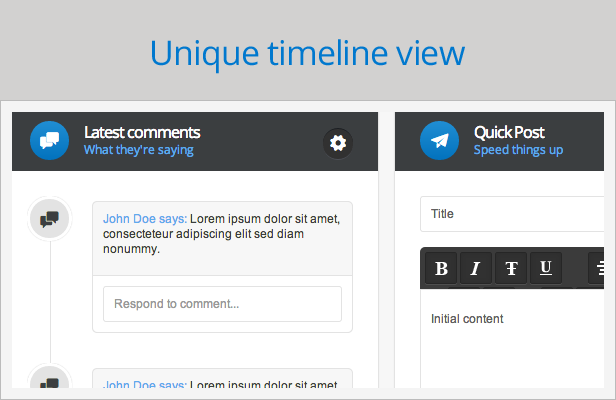 Unique timeline view
Latest comments
What they're saying
John Doe says: Lorem ipsum dolor sit amet,
consecteteur adipiscing elit sed diam
nonummy.
Respond to comment...
John Doe says: Lorem ipsum dolor sit amet
Quick Post
Speed things up
Title
B I T U
Initial content